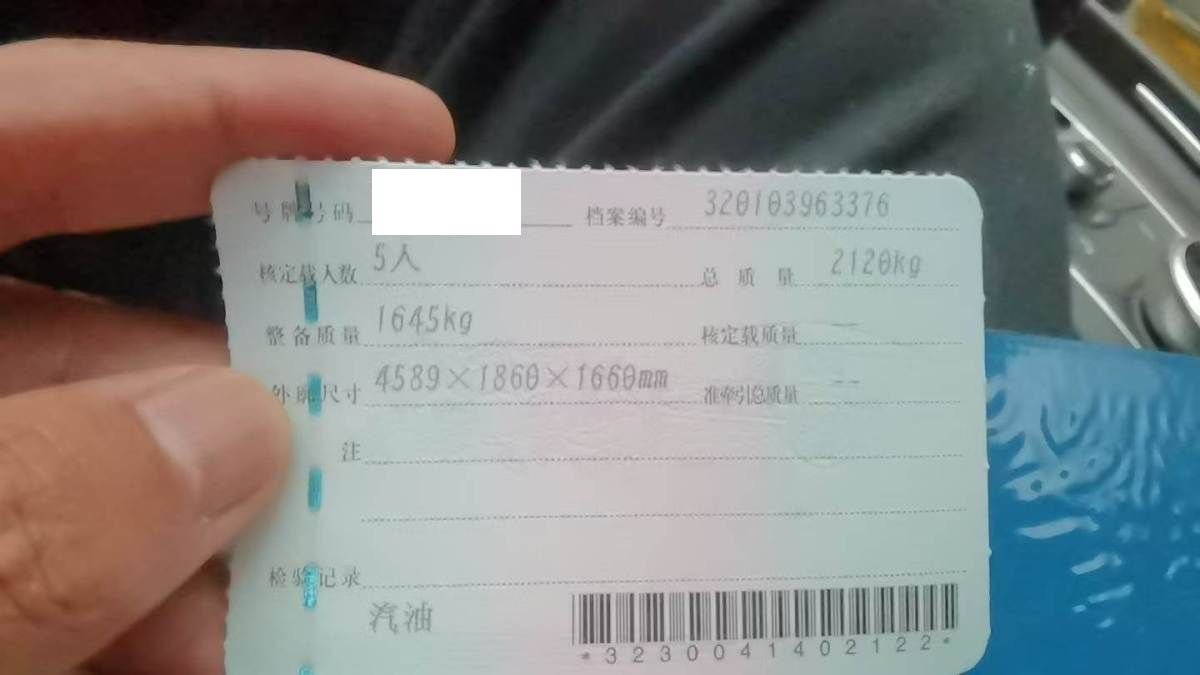 号牌号码 档案编号 320103963376
核定载人数 5人 总质量 2120kg
整备质量 1645kg 核定载质量 --
外廓尺寸 4589×1860×1660mm 准牵引总质量 --
注
检验记录
汽油
*3230041402122*